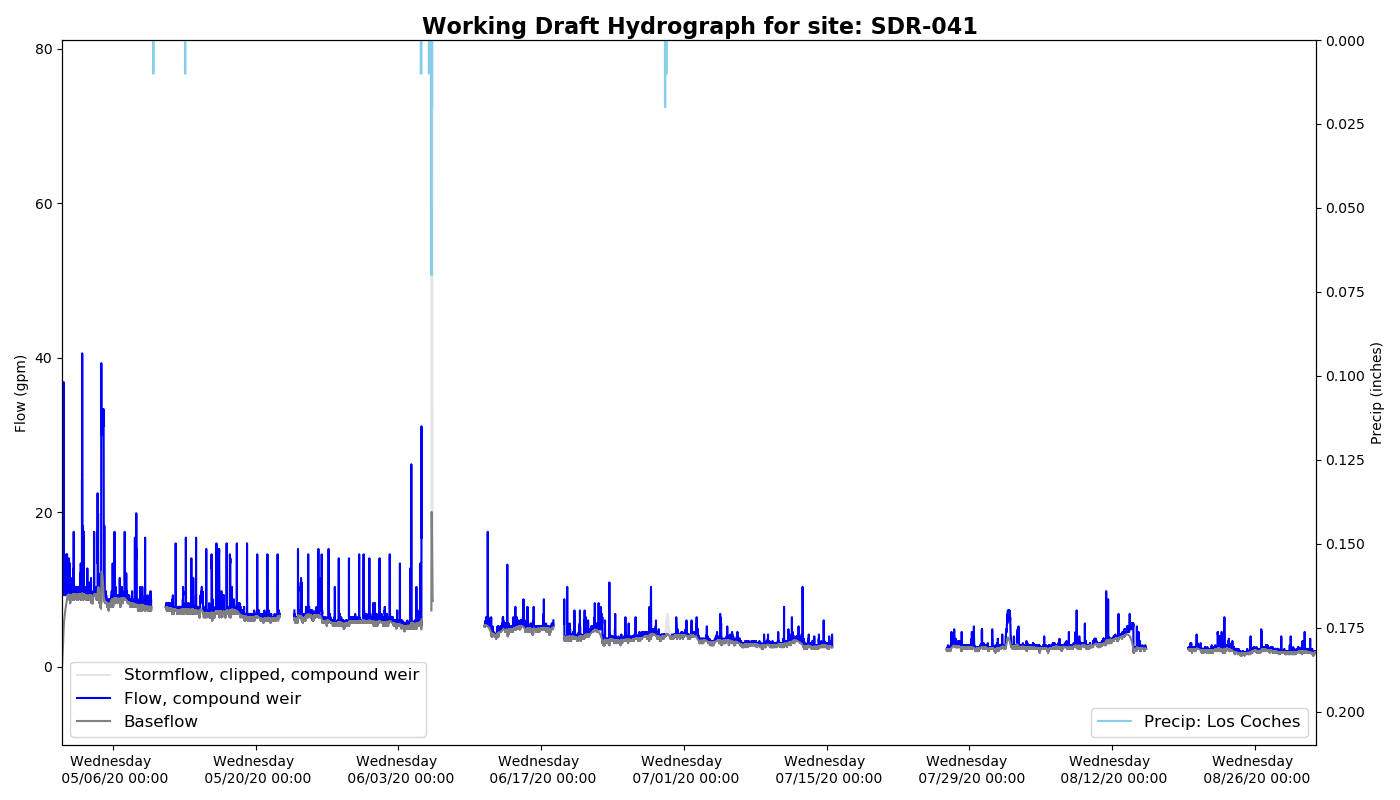 Working Draft Hydrograph for site: SDR-041
80
60
40
20
0
Flow (gpm)
0.000
0.025
0.050
0.075
0.100
0.125
0.150
0.175
0.200
Precip (inches)
Stormflow, clipped, compound weir
Flow, compound weir
Baseflow
Precip: Los Coches
Wednesday
05/06/20 00:00
Wednesday
05/20/20 00:00
Wednesday
06/03/20 00:00
Wednesday
06/17/20 00:00
Wednesday
07/01/20 00:00
Wednesday
07/15/20 00:00
Wednesday
07/29/20 00:00
Wednesday
08/12/20 00:00
Wednesday
08/26/20 00:00